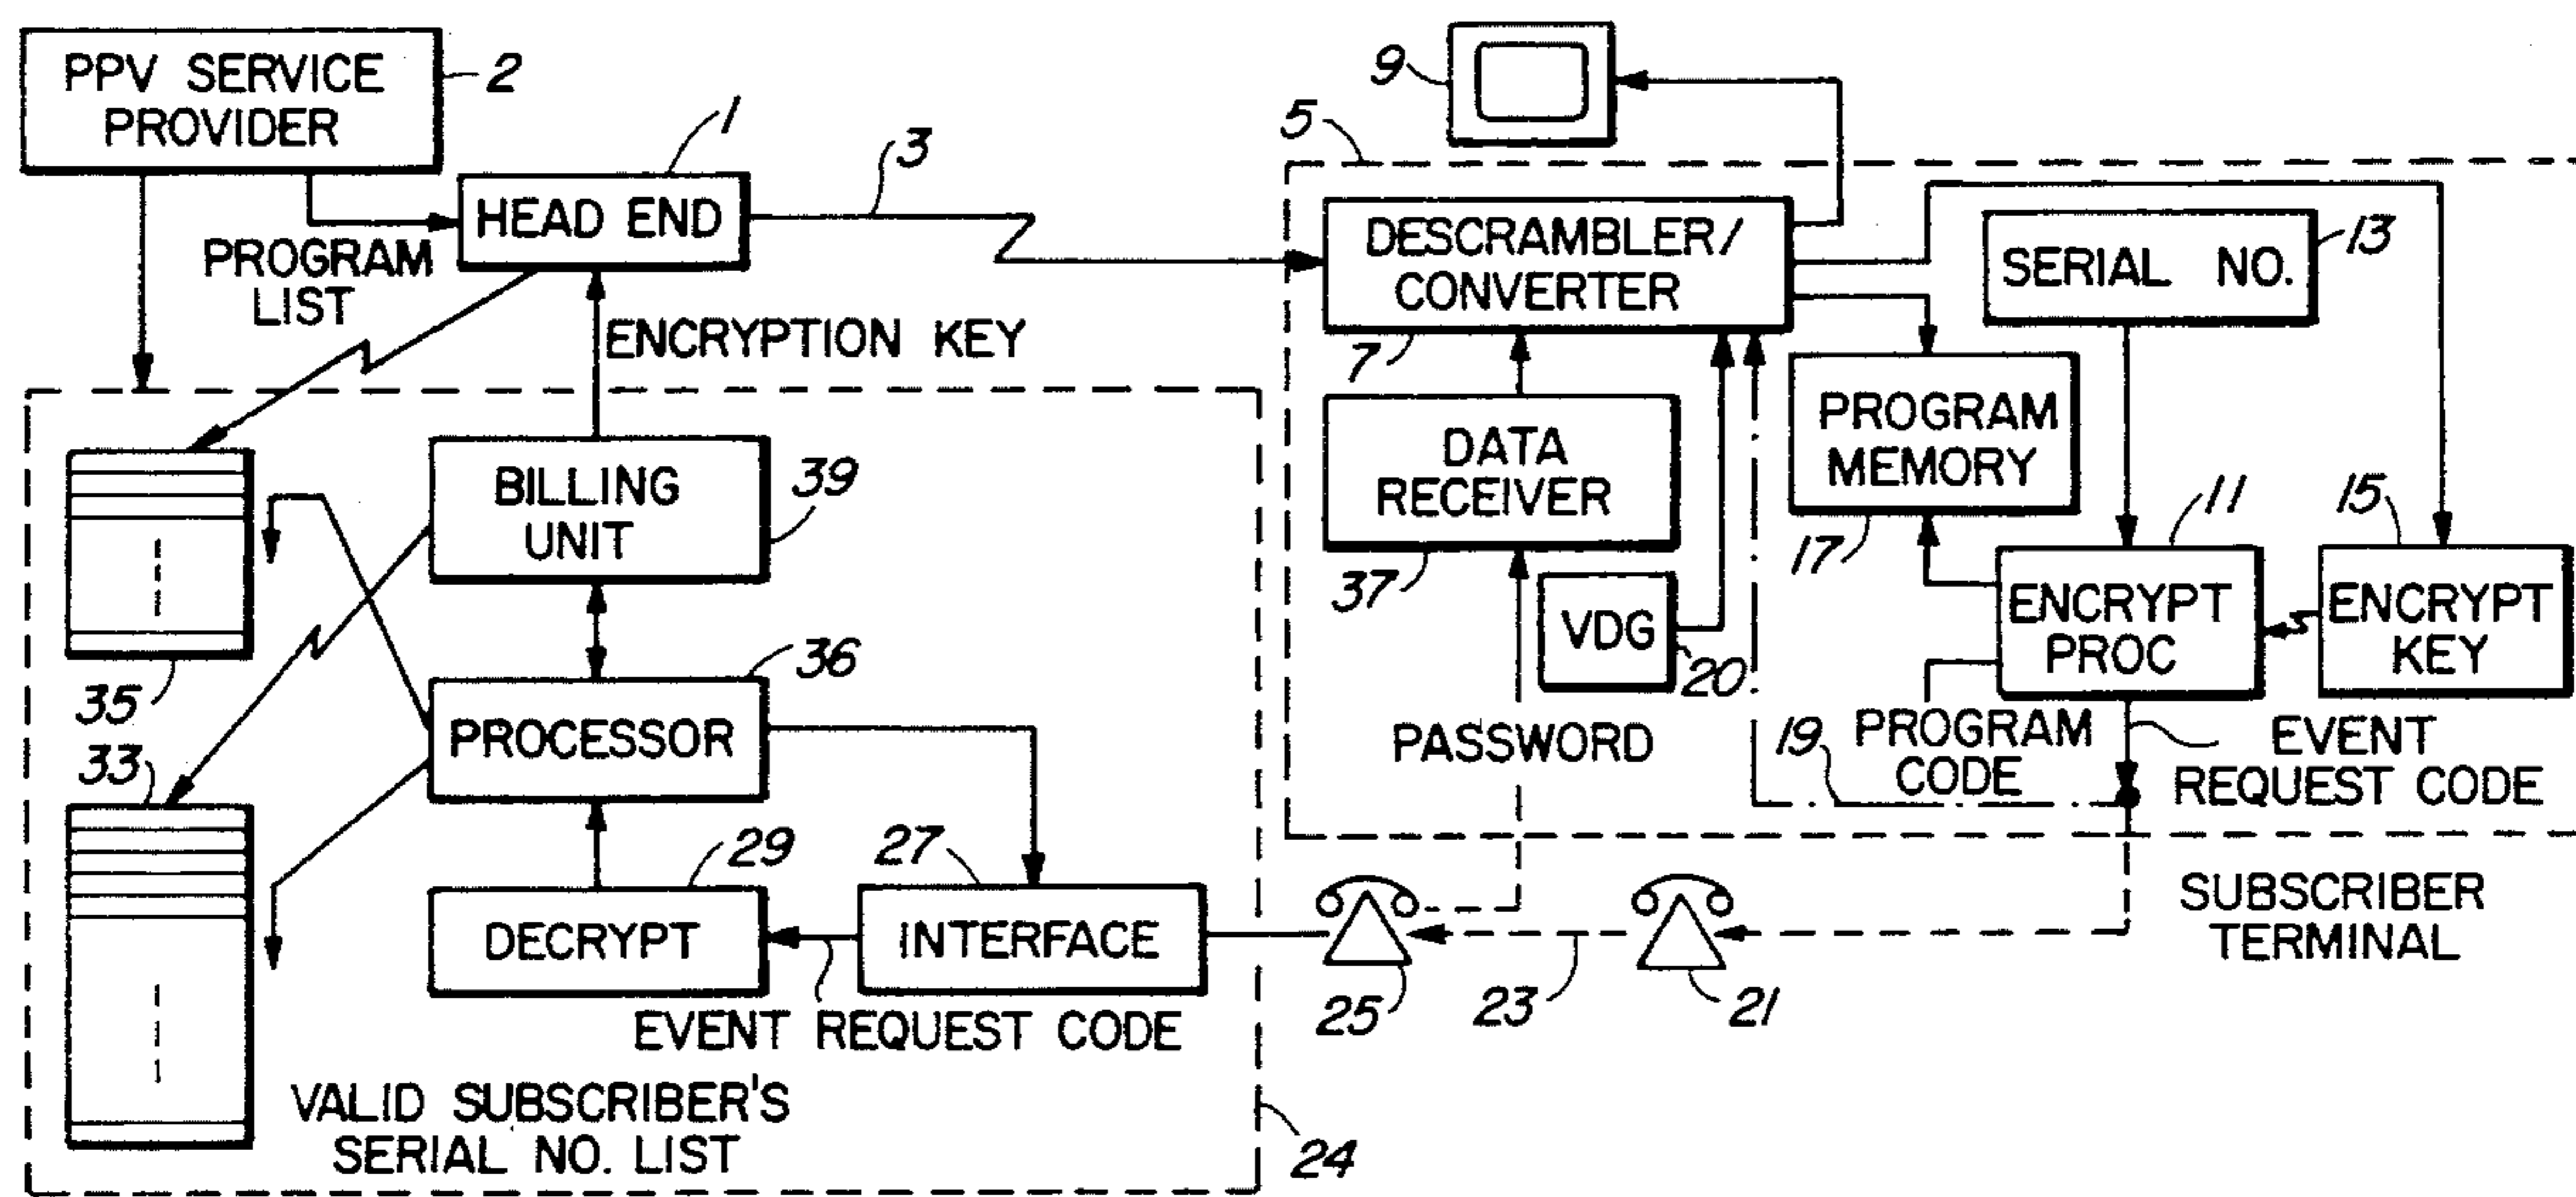 PPV SERVICE
PROVIDER
2
1
3
HEAD END
PROGRAM
LIST
ENCRYPTION KEY
9
5
DESCRAMBLER/
CONVERTER
7
SERIAL NO.
13
DATA
RECEIVER
37
VDG
20
PROGRAM
MEMORY
17
11
15
ENCRYPT
PROC
ENCRYPT
KEY
PASSWORD
19
PROGRAM
CODE
EVENT
REQUEST CODE
BILLING
UNIT
39
35
36
PROCESSOR
33
29
27
DECRYPT
INTERFACE
EVENT REQUEST CODE
VALID SUBSCRIBER'S
SERIAL NO. LIST
24
25
23
21
SUBSCRIBER
TERMINAL